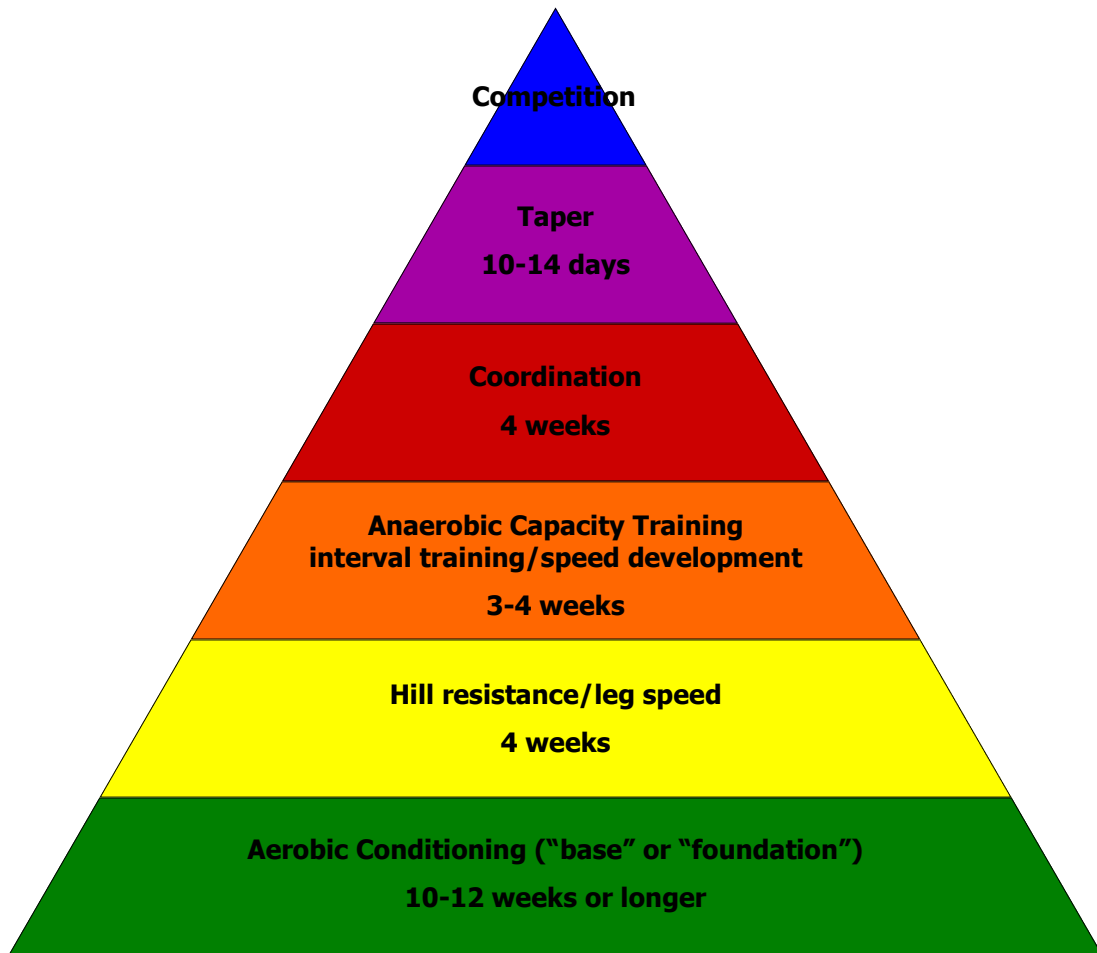 Competition
Taper
10-14 days
Coordination
4 weeks
Anaerobic Capacity Training
interval training/speed development
3-4 weeks
Hill resistance/leg speed
4 weeks
Aerobic Conditioning (“base” or “foundation”)
10-12 weeks or longer